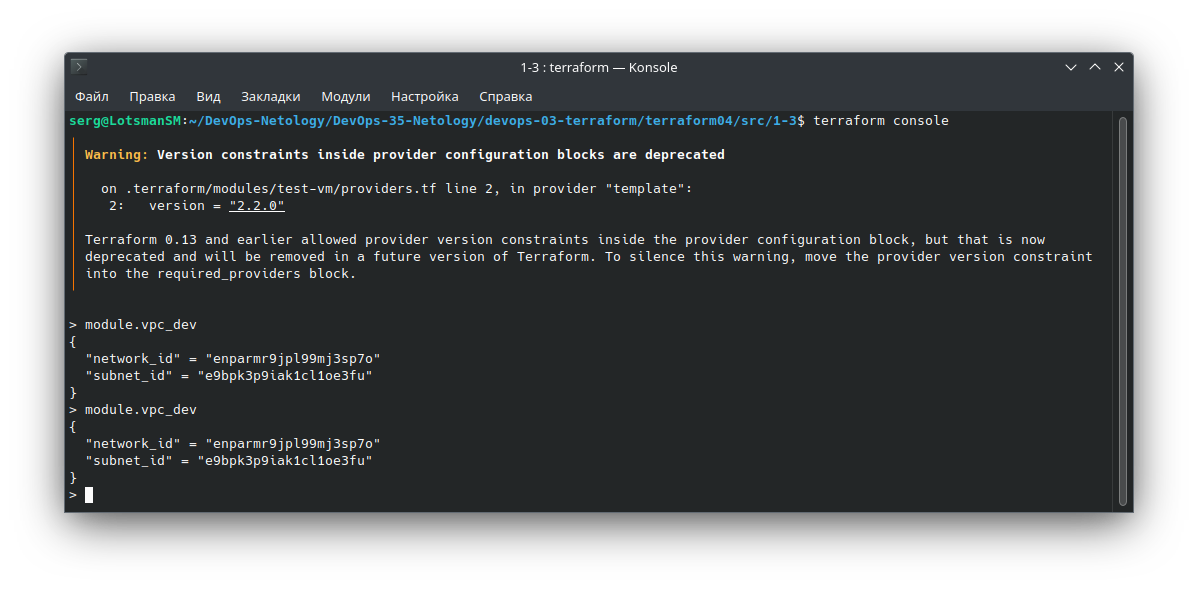 1-3 : terraform — Konsole
Файл Правка Вид Закладки Модули Настройка Справка
serg@LotsmanSM:~/DevOps-Netology/DevOps-35-Netology/devops-03-terraform/terraform04/src/1-3$ terraform console
Warning: Version constraints inside provider configuration blocks are deprecated
on .terraform/modules/test-vm/providers.tf line 2, in provider "template":
2: version = "2.2.0"
Terraform 0.13 and earlier allowed provider version constraints inside the provider configuration block, but that is now
deprecated and will be removed in a future version of Terraform. To silence this warning, move the provider version constraint
into the required_providers block.
> module.vpc_dev
{
"network_id" = "enparmr9jpl99mj3sp7o"
"subnet_id" = "e9bpk3p9iak1cl1oe3fu"
}
> module.vpc_dev
{
"network_id" = "enparmr9jpl99mj3sp7o"
"subnet_id" = "e9bpk3p9iak1cl1oe3fu"
}
>